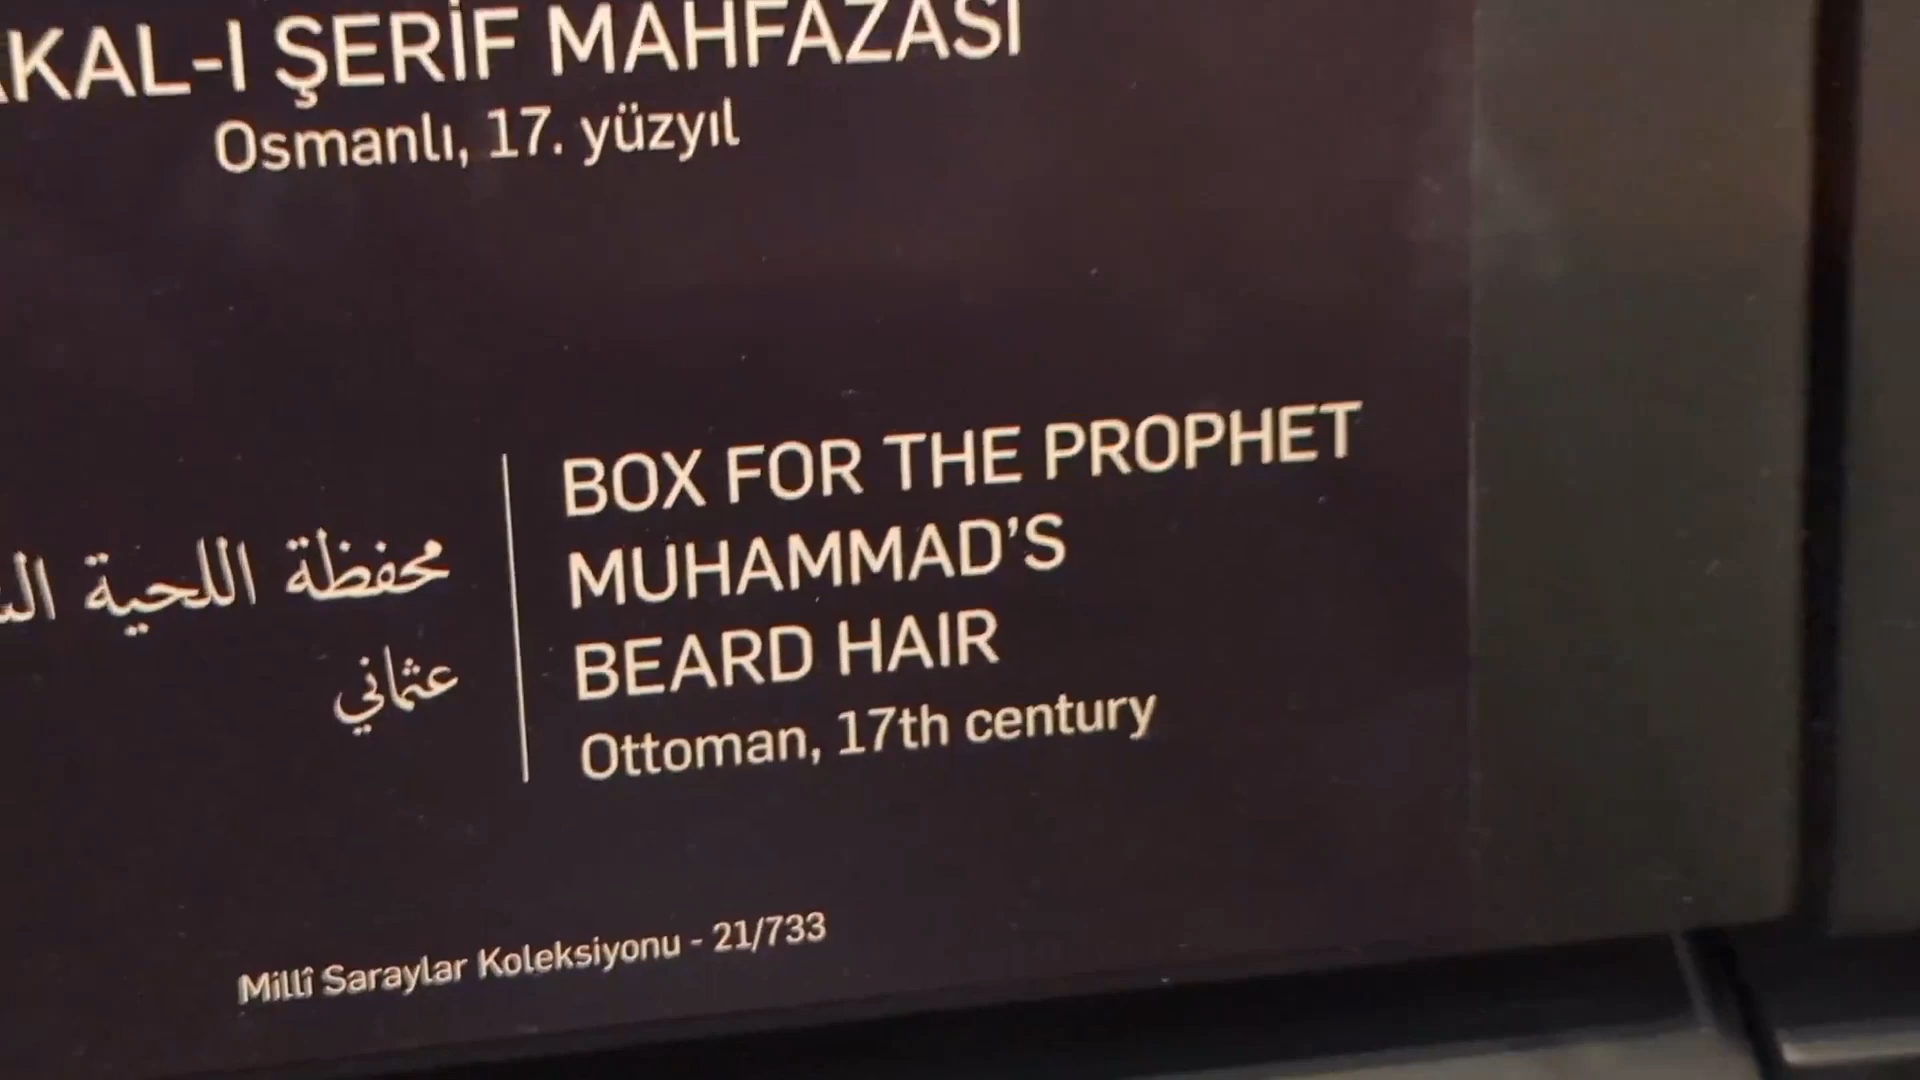 KAL-I ŞERİF MAHFAZASI
Osmanlı, 17. yüzyıl
محفظة اللحية
عثماني
BOX FOR THE PROPHET
MUHAMMAD'S
BEARD HAIR
Ottoman, 17th century
Millî Saraylar Koleksiyonu - 21/733